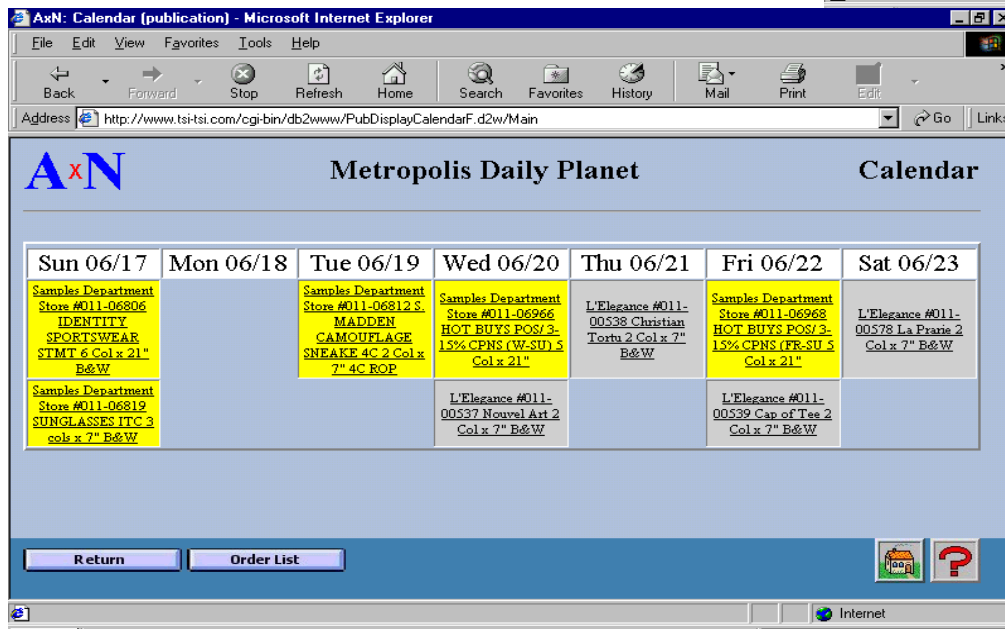 AxN: Calendar (publication) - Microsoft Internet Explorer
File Edit View Favorites Tools Help
Back Forward Stop Refresh Home Search Favorites History Mail Print Edit
Address http://www.tsi-tsi.com/cgi-bin/db2www/PubDisplayCalendarF.d2w/Main Go Links
AxN Metropolis Daily Planet Calendar
Sun 06/17 Mon 06/18 Tue 06/19 Wed 06/20 Thu 06/21 Fri 06/22 Sat 06/23
Samples Department
Store #011-06806
IDENTITY
SPORTSWEAR
STMT 6 Col x 21"
B&W
Samples Department
Store #011-06812 S.
MADDEN
CAMOUFLAGE
SNEAKE 4C 2 Col x
7" 4C ROP
Samples Department
Store #011-06966
HOT BUYS POS/ 3-
15% CPNS (W-SU) 5
Col x 21"
L'Elegance #011-
00538 Christian
Tortu 2 Col x 7"
B&W
Samples Department
Store #011-06968
HOT BUYS POS/ 3-
15% CPNS (FR-SU 5
Col x 21"
L'Elegance #011-
00578 La Prarie 2
Col x 7" B&W
Samples Department
Store #011-06819
SUNGLASSES ITC 3
cols x 7" B&W
L'Elegance #011-
00537 Nouvel Art 2
Col x 7" B&W
L'Elegance #011-
00539 Cap of Tee 2
Col x 7" B&W
Return Order List
Internet